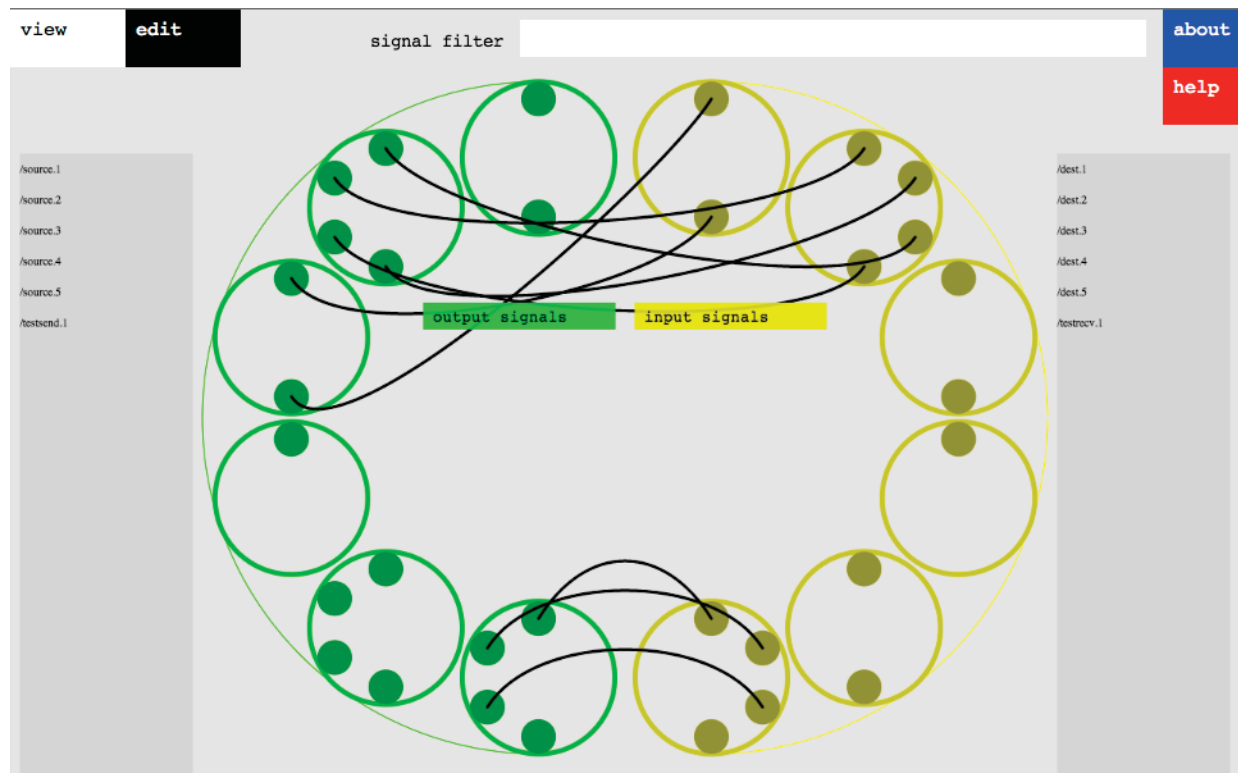 view
edit
signal filter
about
help
/source.1
/source.2
/source.3
/source.4
/source.5
/testsend.1
output signals
input signals
/dest.1
/dest.2
/dest.3
/dest.4
/dest.5
/testrecv.1